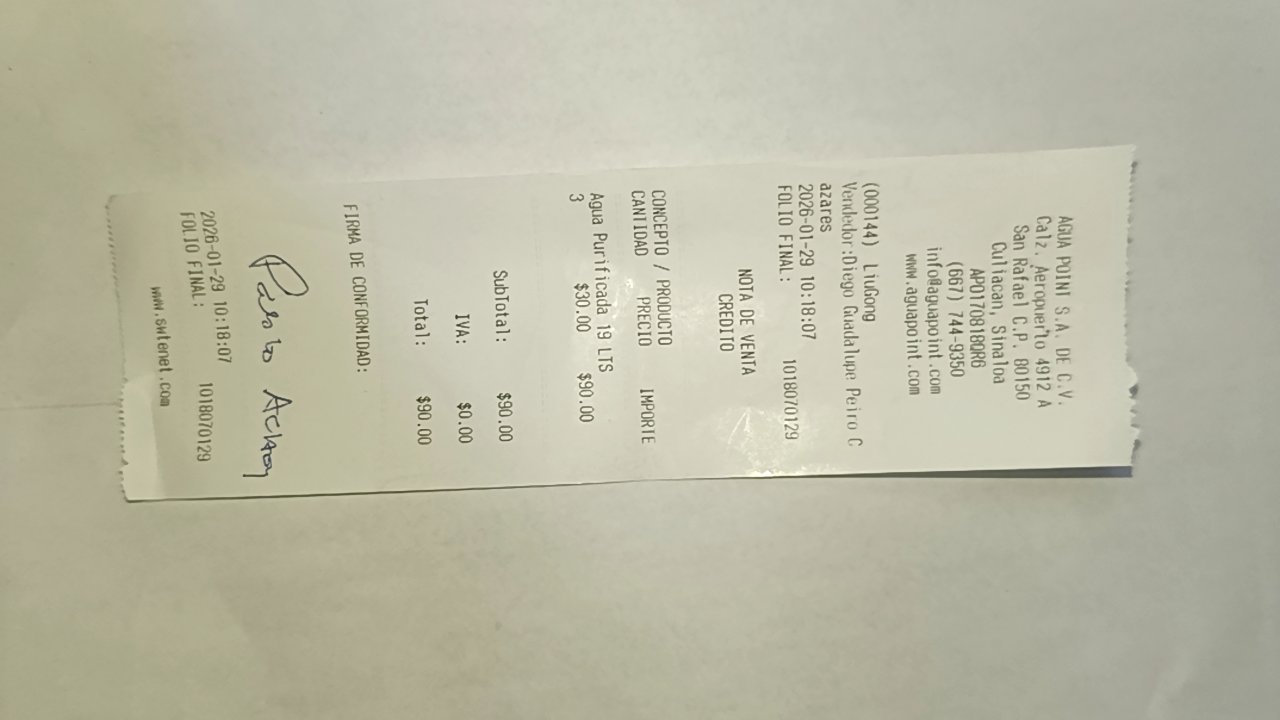 AGUA POINT S.A. DE C.V.
Calz. Aeropuerto 4912 A
San Rafael C.P. 80150
Culiacan, Sinaloa
APO170818QR6
(667) 744-9350
info@aguapoint.com
www.aguapoint.com
(000144) LiuGong
Vendedor:Diego Guadalupe Peiro C
azares
2026-01-29 10:18:07
FOLIO FINAL: 1018070129
NOTA DE VENTA
CREDITO
CONCEPTO / PRODUCTO
CANTIDAD PRECIO IMPORTE
Agua Purificada 19 LTS
3 $30.00 $90.00
SubTotal: $90.00
IVA: $0.00
Total: $90.00
FIRMA DE CONFORMIDAD:
2026-01-29 10:18:07
FOLIO FINAL: 1018070129
www.swtenet.com